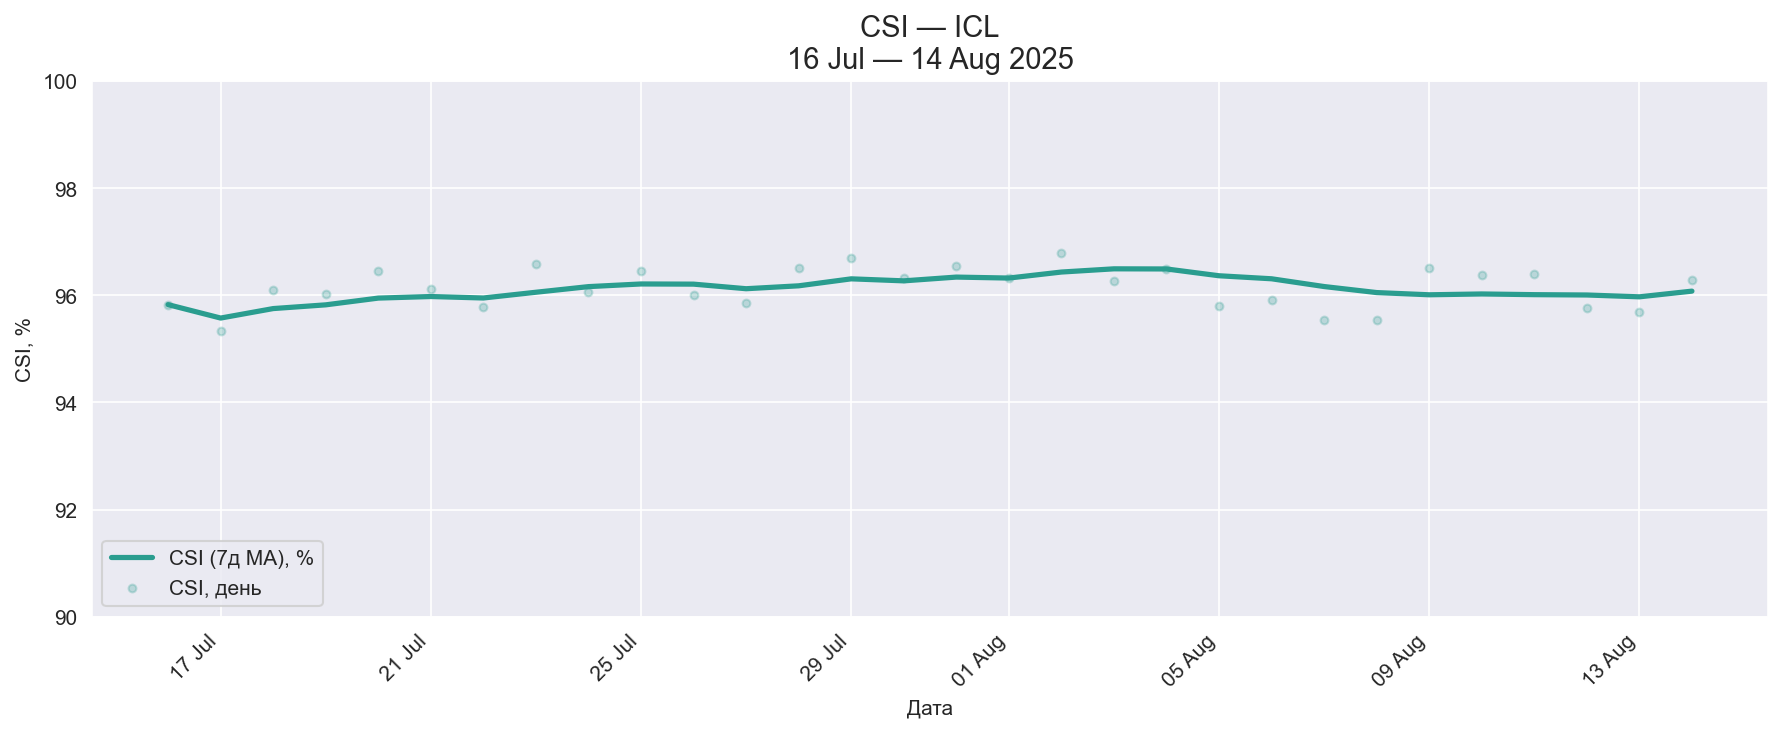 CSI — ICL
16 Jul — 14 Aug 2025
100
98
96
94
92
90
CSI, %
CSI (7д MA), %
CSI, день
17 Jul
21 Jul
25 Jul
29 Jul
01 Aug
05 Aug
09 Aug
13 Aug
Дата